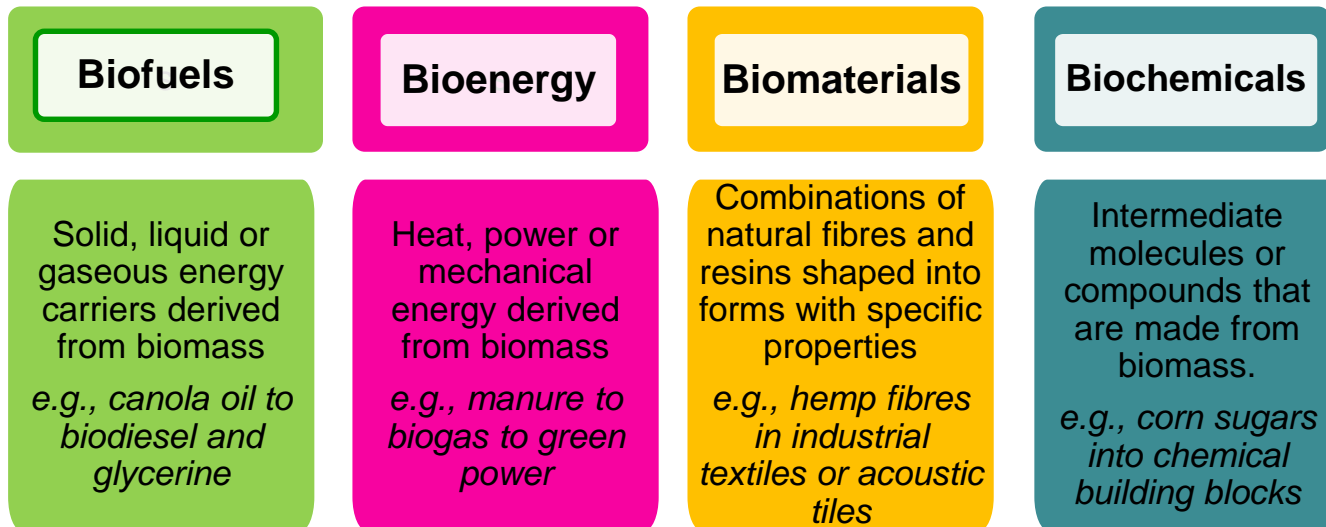 Biofuels
Bioenergy
Biomaterials
Biochemicals
Solid, liquid or
gaseous energy
carriers derived
from biomass
e.g., canola oil to
biodiesel and
glycerine
Heat, power or
mechanical
energy derived
from biomass
e.g., manure to
biogas to green
power
Combinations of
natural fibres and
resins shaped into
forms with specific
properties
e.g., hemp fibres
in industrial
textiles or acoustic
tiles
Intermediate
molecules or
compounds that
are made from
biomass.
e.g., corn sugars
into chemical
building blocks